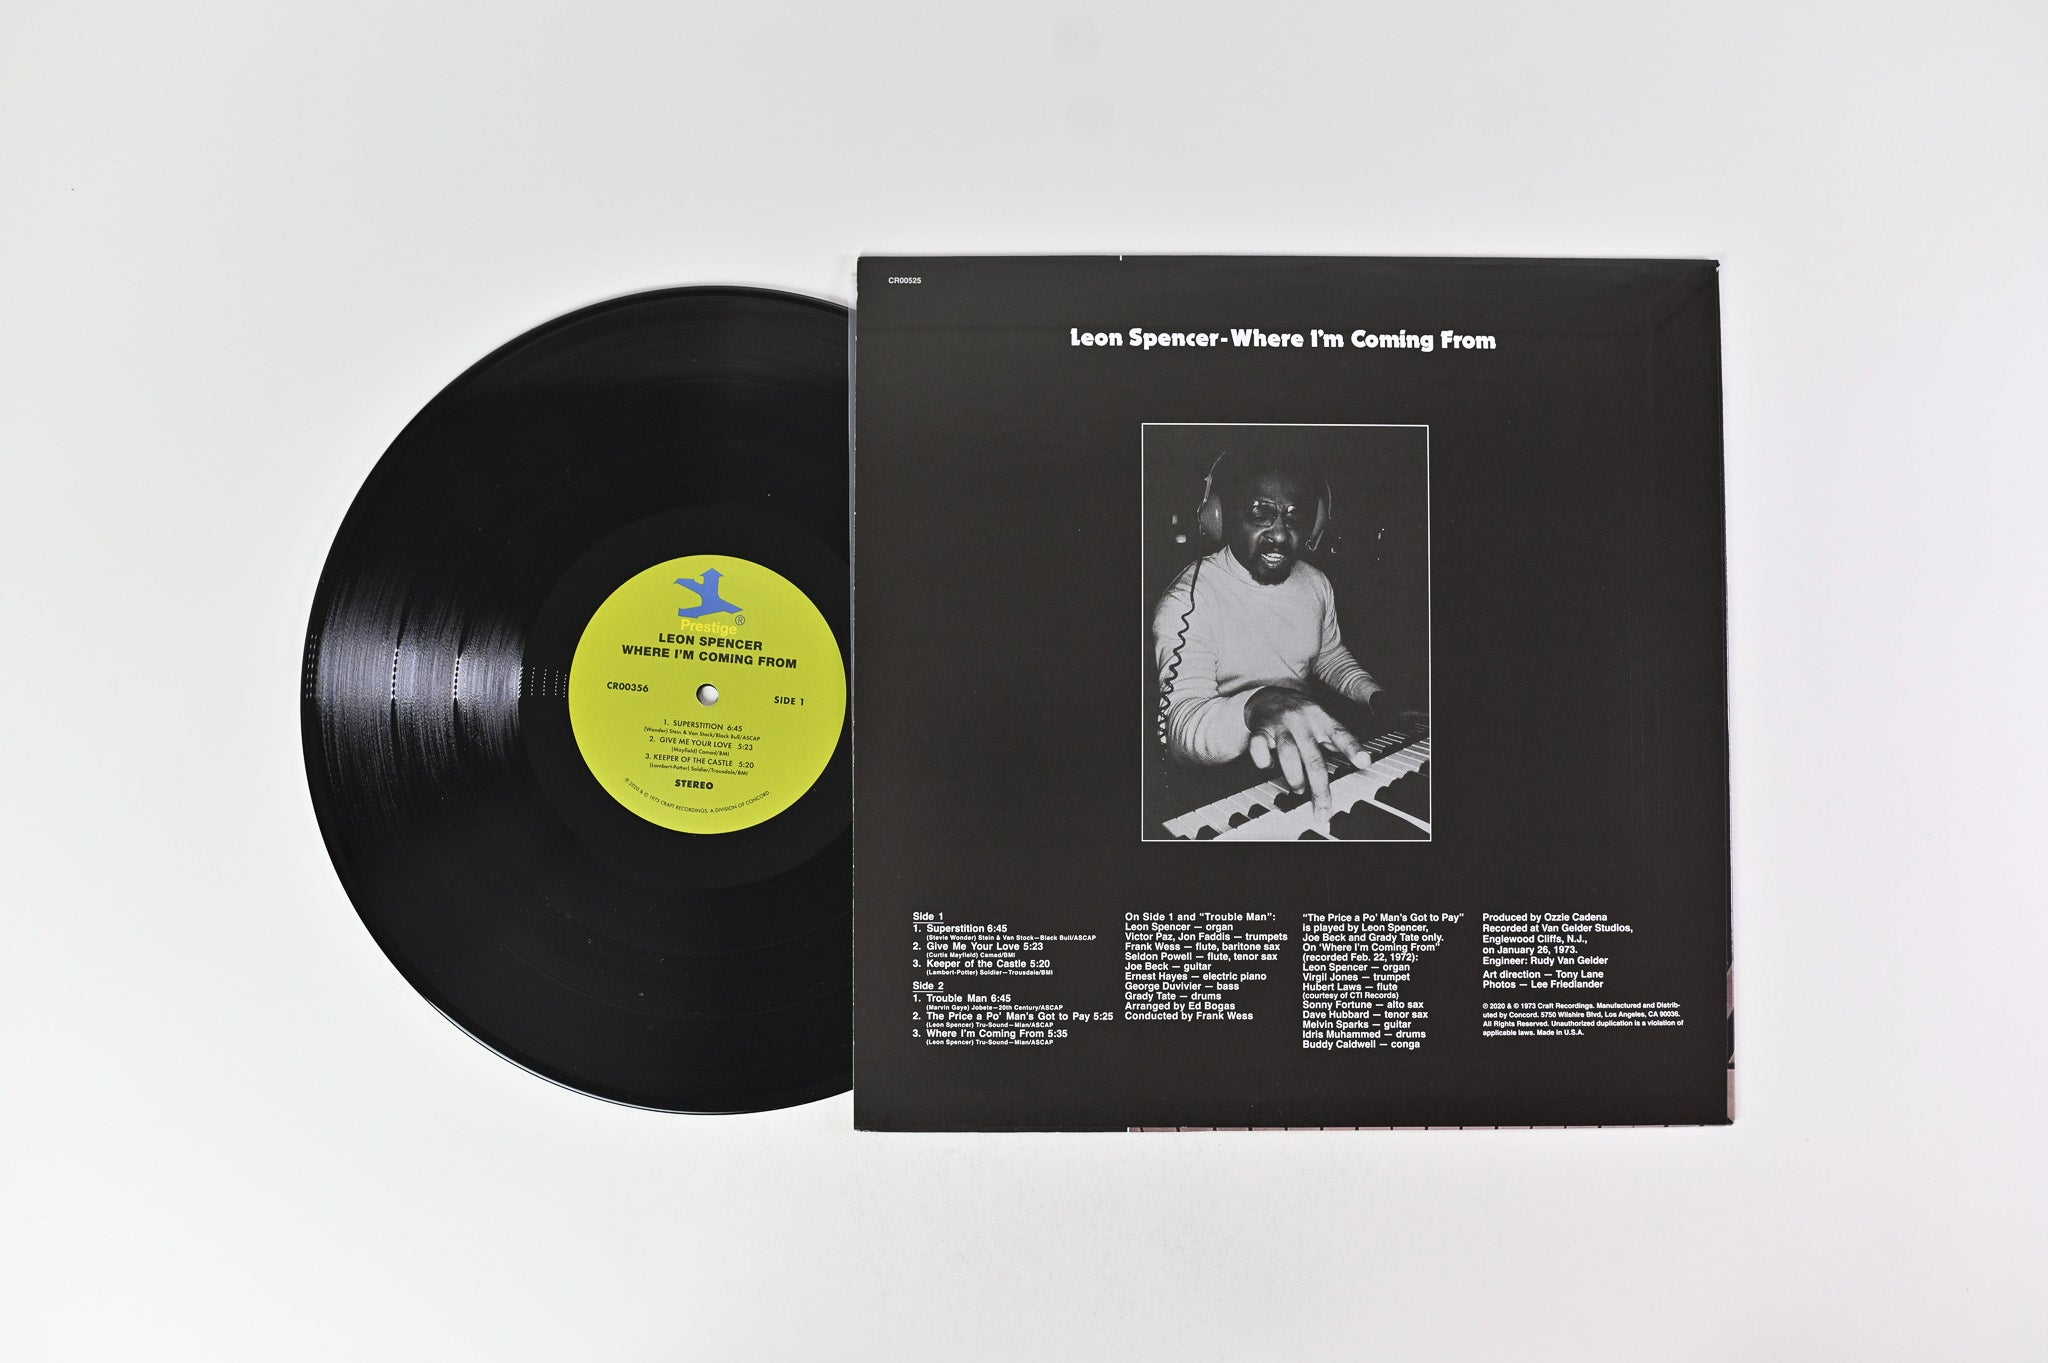 Prestige ®
LEON SPENCER
WHERE I'M COMING FROM
CR00356
SIDE 1
1. SUPERSTITION 6:45
(Wonder) Stein & Van Stock/Black Bull/ASCAP
2. GIVE ME YOUR LOVE 5:23
(Mayfield) Camad/BMI
3. KEEPER OF THE CASTLE 5:20
(Lambert-Potter) Soldier/Trousdale/BMI
STEREO
℗ 2020 & © 1973 CRAFT RECORDINGS, A DIVISION OF CONCORD.
CR00525
Leon Spencer-Where I'm Coming From
Side 1
1. Superstition 6:45
(Stevie Wonder) Stein & Van Stock—Black Bull/ASCAP
2. Give Me Your Love 5:23
(Curtis Mayfield) Camad/BMI
3. Keeper of the Castle 5:20
(Lambert-Potter) Soldier—Trousdale/BMI
Side 2
1. Trouble Man 6:45
(Marvin Gaye) Jobete—20th Century/ASCAP
2. The Price a Po' Man's Got to Pay 5:25
(Leon Spencer) Tru-Sound—Mian/ASCAP
3. Where I'm Coming From 5:35
(Leon Spencer) Tru-Sound—Mian/ASCAP
On Side 1 and "Trouble Man":
Leon Spencer — organ
Victor Paz, Jon Faddis — trumpets
Frank Wess — flute, baritone sax
Seldon Powell — flute, tenor sax
Joe Beck — guitar
Ernest Hayes — electric piano
George Duvivier — bass
Grady Tate — drums
Arranged by Ed Bogas
Conducted by Frank Wess
"The Price a Po' Man's Got to Pay"
is played by Leon Spencer,
Joe Beck and Grady Tate only.
On 'Where I'm Coming From"
(recorded Feb. 22, 1972):
Leon Spencer — organ
Virgil Jones — trumpet
Hubert Laws — flute
(courtesy of CTI Records)
Sonny Fortune — alto sax
Dave Hubbard — tenor sax
Melvin Sparks — guitar
Idris Muhammed — drums
Buddy Caldwell — conga
Produced by Ozzie Cadena
Recorded at Van Gelder Studios,
Englewood Cliffs, N.J.,
on January 26, 1973.
Engineer: Rudy Van Gelder
Art direction — Tony Lane
Photos — Lee Friedlander
℗ 2020 & © 1973 Craft Recordings. Manufactured and Distrib-
uted by Concord. 5750 Wilshire Blvd, Los Angeles, CA 90036.
All Rights Reserved. Unauthorized duplication is a violation of
applicable laws. Made in U.S.A.